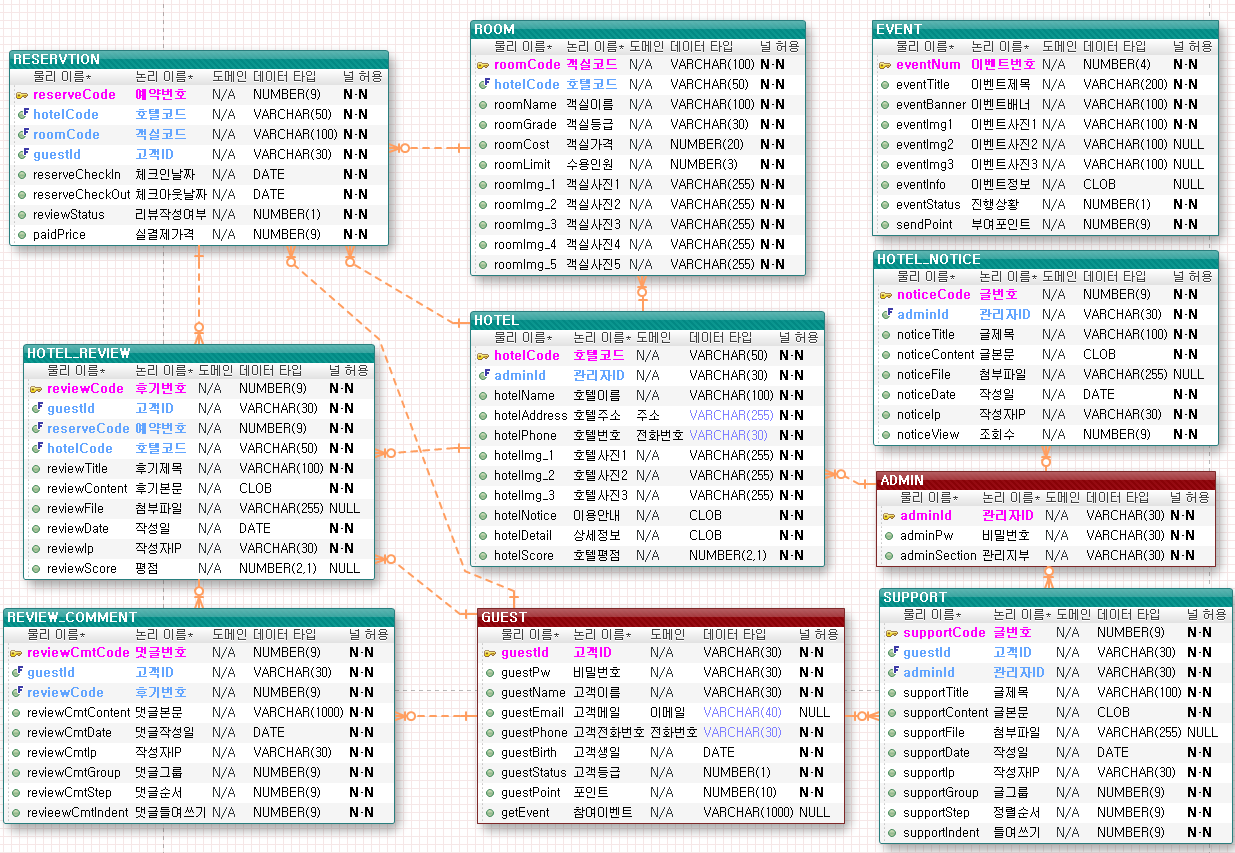 RESERVTION
물리 이름* 논리 이름* 도메인 데이터 타입 널 허용
reserveCode 예약번호 N/A NUMBER(9) N·N
hotelCode 호텔코드 N/A VARCHAR(50) N·N
roomCode 객실코드 N/A VARCHAR(100) N·N
guestId 고객ID N/A VARCHAR(30) N·N
reserveCheckIn 체크인날짜 N/A DATE N·N
reserveCheckOut 체크아웃날짜 N/A DATE N·N
reviewStatus 리뷰작성여부 N/A NUMBER(1) N·N
paidPrice 실결제가격 N/A NUMBER(9) N·N
ROOM
물리 이름* 논리 이름* 도메인 데이터 타입 널 허용
roomCode 객실코드 N/A VARCHAR(100) N·N
hotelCode 호텔코드 N/A VARCHAR(50) N·N
roomName 객실이름 N/A VARCHAR(100) N·N
roomGrade 객실등급 N/A VARCHAR(30) N·N
roomCost 객실가격 N/A NUMBER(20) N·N
roomLimit 수용인원 N/A NUMBER(3) N·N
roomImg_1 객실사진1 N/A VARCHAR(255) N·N
roomImg_2 객실사진2 N/A VARCHAR(255) N·N
roomImg_3 객실사진3 N/A VARCHAR(255) N·N
roomImg_4 객실사진4 N/A VARCHAR(255) N·N
roomImg_5 객실사진5 N/A VARCHAR(255) N·N
EVENT
물리 이름* 논리 이름* 도메인 데이터 타입 널 허용
eventNum 이벤트번호 N/A NUMBER(4) N·N
eventTitle 이벤트제목 N/A VARCHAR(200) N·N
eventBanner 이벤트배너 N/A VARCHAR(100) N·N
eventImg1 이벤트사진1 N/A VARCHAR(100) N·N
eventImg2 이벤트사진2 N/A VARCHAR(100) NULL
eventImg3 이벤트사진3 N/A VARCHAR(100) NULL
eventInfo 이벤트정보 N/A CLOB NULL
eventStatus 진행상황 N/A NUMBER(1) N·N
sendPoint 부여포인트 N/A NUMBER(9) N·N
HOTEL_NOTICE
물리 이름* 논리 이름* 도메인 데이터 타입 널 허용
noticeCode 글번호 N/A NUMBER(9) N·N
adminId 관리자ID N/A VARCHAR(30) N·N
noticeTitle 글제목 N/A VARCHAR(100) N·N
noticeContent 글본문 N/A CLOB N·N
noticeFile 첨부파일 N/A VARCHAR(255) NULL
noticeDate 작성일 N/A DATE N·N
noticeIp 작성자IP N/A VARCHAR(30) N·N
noticeView 조회수 N/A NUMBER(9) N·N
HOTEL
물리 이름* 논리 이름* 도메인 데이터 타입 널 허용
hotelCode 호텔코드 N/A VARCHAR(50) N·N
adminId 관리자ID N/A VARCHAR(30) N·N
hotelName 호텔이름 N/A VARCHAR(100) N·N
hotelAddress 호텔주소 주소 VARCHAR(255) N·N
hotelPhone 호텔번호 전화번호 VARCHAR(30) N·N
hotelImg_1 호텔사진1 N/A VARCHAR(255) N·N
hotelImg_2 호텔사진2 N/A VARCHAR(255) N·N
hotelImg_3 호텔사진3 N/A VARCHAR(255) N·N
hotelNotice 이용안내 N/A CLOB N·N
hotelDetail 상세정보 N/A CLOB N·N
hotelScore 호텔평점 N/A NUMBER(2,1) N·N
HOTEL_REVIEW
물리 이름* 논리 이름* 도메인 데이터 타입 널 허용
reviewCode 후기번호 N/A NUMBER(9) N·N
guestId 고객ID N/A VARCHAR(30) N·N
reserveCode 예약번호 N/A NUMBER(9) N·N
hotelCode 호텔코드 N/A VARCHAR(50) N·N
reviewTitle 후기제목 N/A VARCHAR(100) N·N
reviewContent 후기본문 N/A CLOB N·N
reviewFile 첨부파일 N/A VARCHAR(255) NULL
reviewDate 작성일 N/A DATE N·N
reviewIp 작성자IP N/A VARCHAR(30) N·N
reviewScore 평점 N/A NUMBER(2,1) NULL
ADMIN
물리 이름* 논리 이름* 도메인 데이터 타입 널 허용
adminId 관리자ID N/A VARCHAR(30) N·N
adminPw 비밀번호 N/A VARCHAR(30) N·N
adminSection 관리지부 N/A VARCHAR(30) N·N
REVIEW_COMMENT
물리 이름* 논리 이름* 도메인 데이터 타입 널 허용
reviewCmtCode 댓글번호 N/A NUMBER(9) N·N
guestId 고객ID N/A VARCHAR(30) N·N
reviewCode 후기번호 N/A NUMBER(9) N·N
reviewCmtContent 댓글본문 N/A VARCHAR(1000) N·N
reviewCmtDate 댓글작성일 N/A DATE N·N
reviewCmtIp 작성자IP N/A VARCHAR(30) N·N
reviewCmtGroup 댓글그룹 N/A NUMBER(9) N·N
reviewCmtStep 댓글순서 N/A NUMBER(9) N·N
revieewCmtIndent 댓글들여쓰기 N/A NUMBER(9) N·N
GUEST
물리 이름* 논리 이름* 도메인 데이터 타입 널 허용
guestId 고객ID N/A VARCHAR(30) N·N
guestPw 비밀번호 N/A VARCHAR(30) N·N
guestName 고객이름 N/A VARCHAR(30) N·N
guestEmail 고객메일 이메일 VARCHAR(40) NULL
guestPhone 고객전화번호 전화번호 VARCHAR(30) N·N
guestBirth 고객생일 N/A DATE N·N
guestStatus 고객등급 N/A NUMBER(1) N·N
guestPoint 포인트 N/A NUMBER(10) N·N
getEvent 참여이벤트 N/A VARCHAR(1000) NULL
SUPPORT
물리 이름* 논리 이름* 도메인 데이터 타입 널 허용
supportCode 글번호 N/A NUMBER(9) N·N
guestId 고객ID N/A VARCHAR(30) N·N
adminId 관리자ID N/A VARCHAR(30) N·N
supportTitle 글제목 N/A VARCHAR(100) N·N
supportContent 글본문 N/A CLOB N·N
supportFile 첨부파일 N/A VARCHAR(255) NULL
supportDate 작성일 N/A DATE N·N
supportIp 작성자IP N/A VARCHAR(30) N·N
supportGroup 글그룹 N/A NUMBER(9) N·N
supportStep 정렬순서 N/A NUMBER(9) N·N
supportIndent 들여쓰기 N/A NUMBER(9) N·N